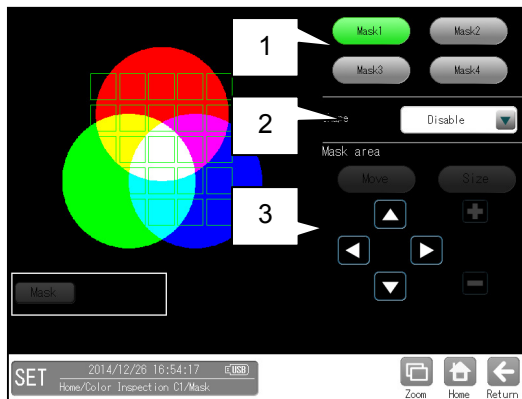 1
Mask1
Mask2
Mask3
Mask4
2
Disable
Mask area
Move
Size
3
Mask
SET
2014/12/26 16:54:17
USB
Home/Color Inspection C1/Mask
Zoom
Home
Return